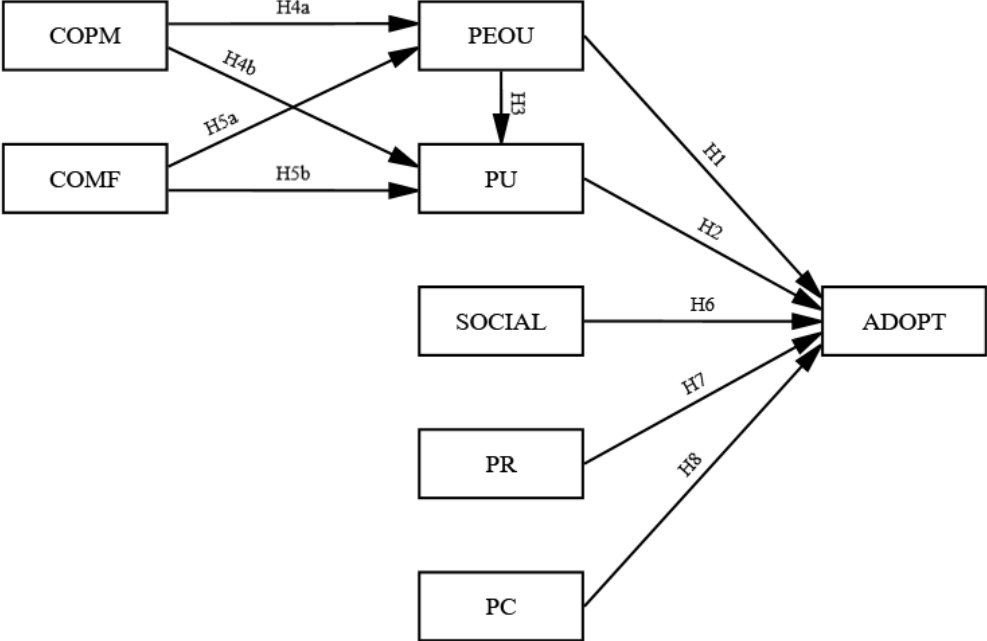 COPM
H4a
PEOU
H4b
H3
H5a
COMF
H5b
PU
H1
H2
SOCIAL
H6
ADOPT
PR
H7
H8
PC